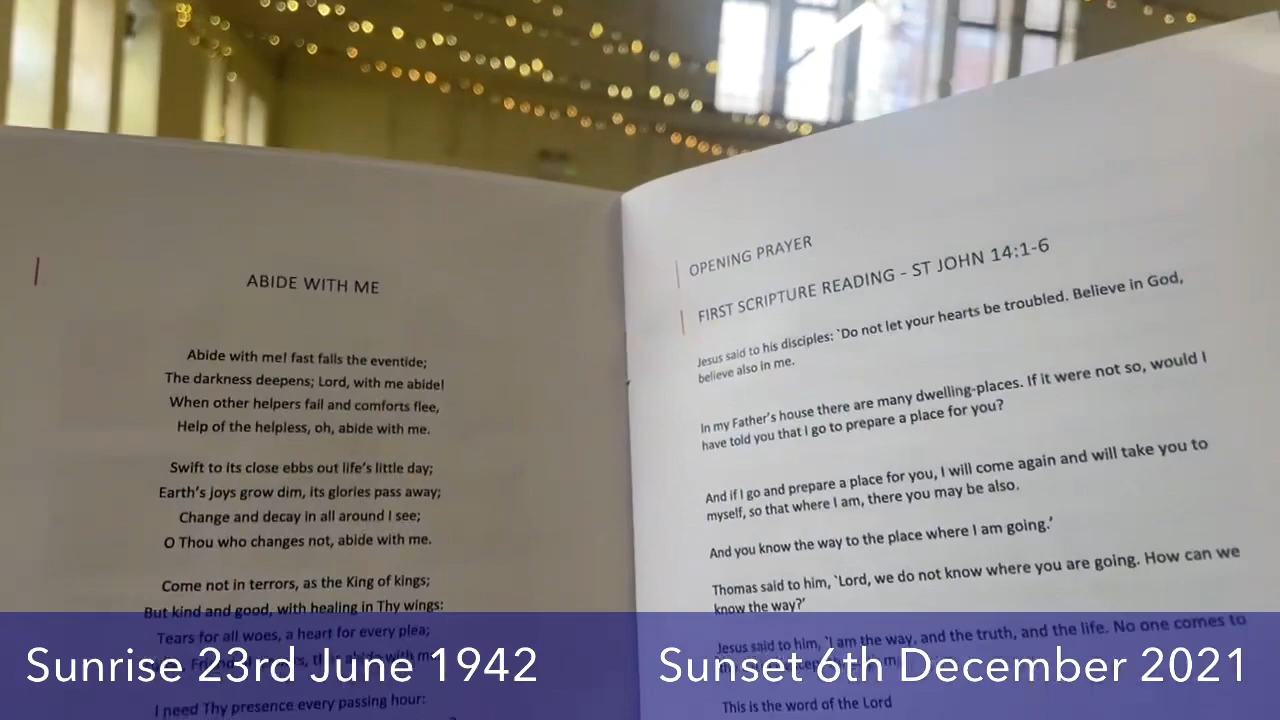 ABIDE WITH ME
Abide with me! fast falls the eventide;
The darkness deepens; Lord, with me abide!
When other helpers fail and comforts flee,
Help of the helpless, oh, abide with me.
Swift to its close ebbs out life's little day;
Earth's joys grow dim, its glories pass away;
Change and decay in all around I see;
O Thou who changes not, abide with me.
Come not in terrors, as the King of kings;
But kind and good, with healing in Thy wings:
Tears for all woes, a heart for every plea;
abide with me
I need Thy presence every passing hour:
OPENING PRAYER
FIRST SCRIPTURE READING - ST JOHN 14:1-6
Jesus said to his disciples: `Do not let your hearts be troubled. Believe in God,
believe also in me.
In my Father's house there are many dwelling-places. If it were not so, would I
have told you that I go to prepare a place for you?
And if I go and prepare a place for you, I will come again and will take you to
myself, so that where I am, there you may be also.
And you know the way to the place where I am going.'
Thomas said to him, `Lord, we do not know where you are going. How can we
know the way?'
Jesus said to him, `I am the way, and the truth, and the life. No one comes to
This is the word of the Lord
Sunrise 23rd June 1942
Sunset 6th December 2021